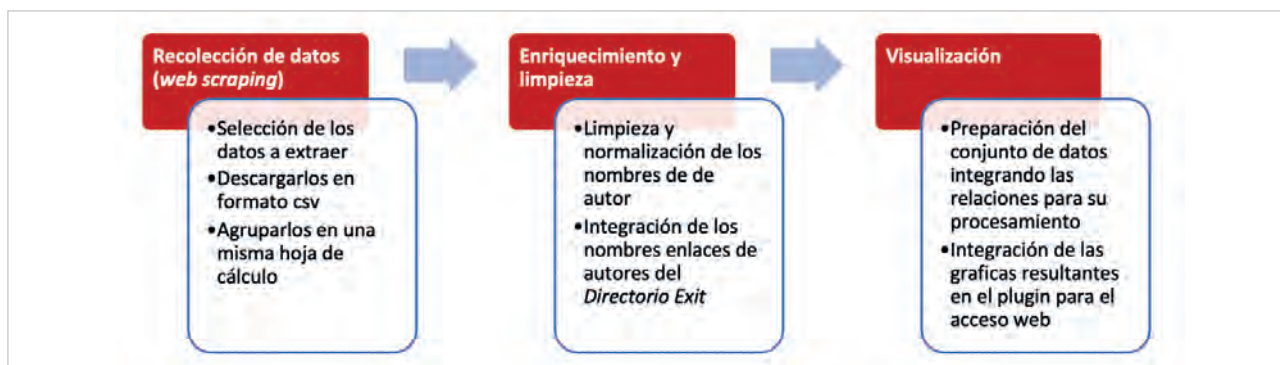 Recolección de datos
(web scraping)
•Selección de los
datos a extraer
•Descargarlos en
formato csv
•Agruparlos en una
misma hoja de
cálculo
Enriquecimiento y
limpieza
•Limpieza y
normalización de los
nombres de de
autor
•Integración de los
nombres enlaces de
autores del
Directorio Exit
Visualización
•Preparación del
conjunto de datos
integrando las
relaciones para su
procesamiento
•Integración de las
graficas resultantes
en el plugin para el
acceso web